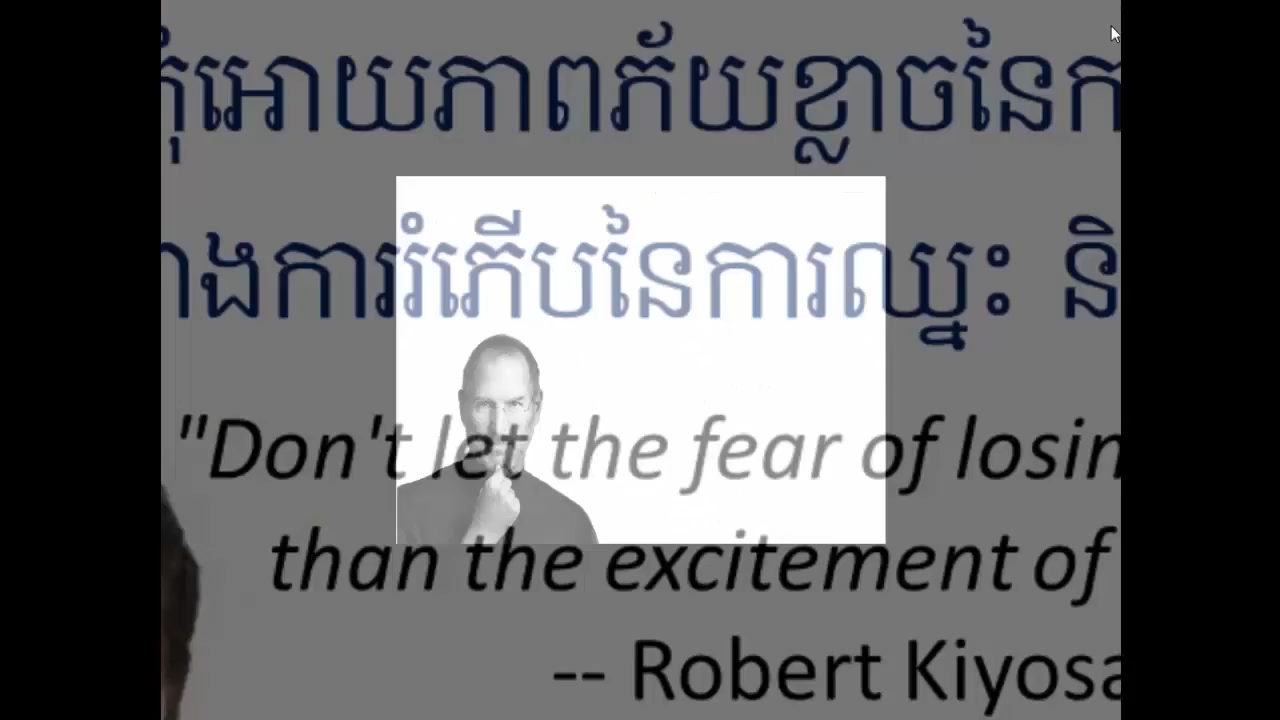 កុំអោយភាពភ័យខ្លាចនៃក
ាងការរំភើបនៃការឈ្នះ និ
"Don't let the fear of losin
than the excitement of
-- Robert Kiyosa